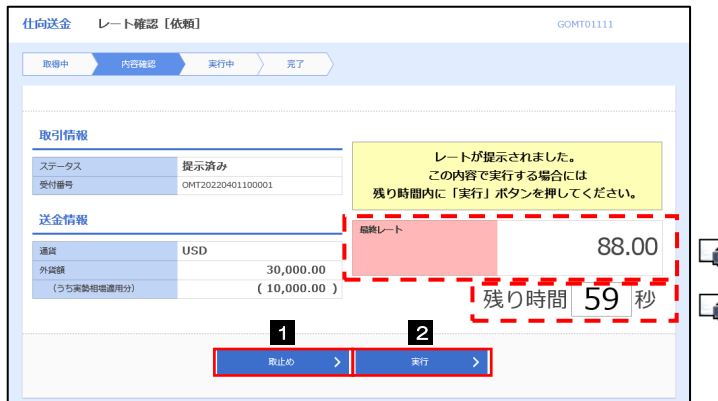 仕向送金 レート確認［依頼］ GOMT01111
取得中 内容確認 実行中 完了
取引情報
ステータス 提示済み
受付番号 OMT20220401100001
レートが提示されました。
この内容で実行する場合には
残り時間内に「実行」ボタンを押してください。
送金情報
通貨 USD
外貨額 30,000.00
（うち実勢相場適用分） ( 10,000.00 )
最終レート 88.00
残り時間 59 秒
1 2
取止め 実行